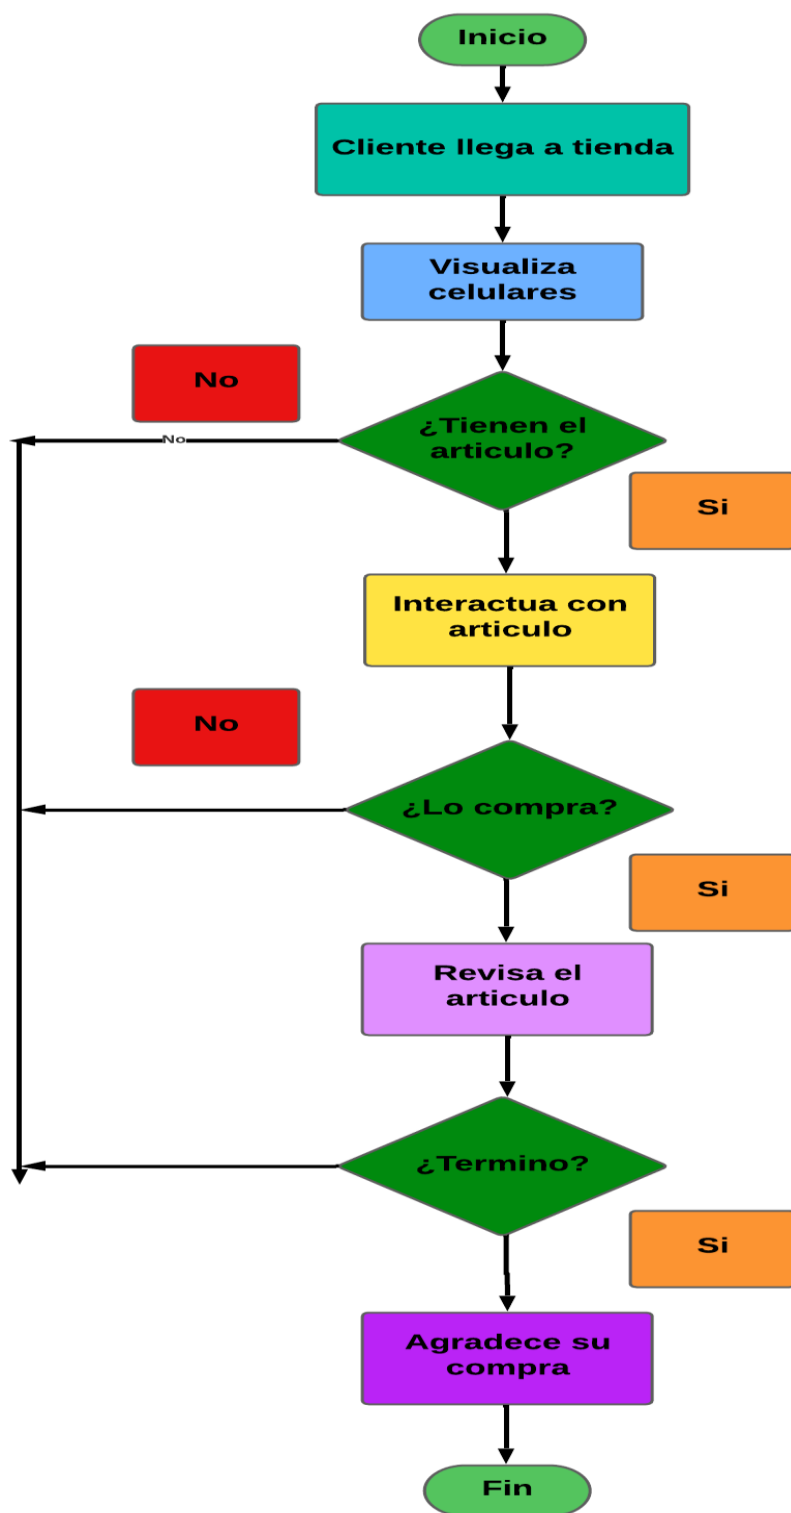 Inicio
Cliente llega a tienda
Visualiza
celulares
No
¿Tienen el
articulo?
No
Si
Interactua con
articulo
No
¿Lo compra?
Si
Revisa el
articulo
¿Termino?
Si
Agradece su
compra
Fin